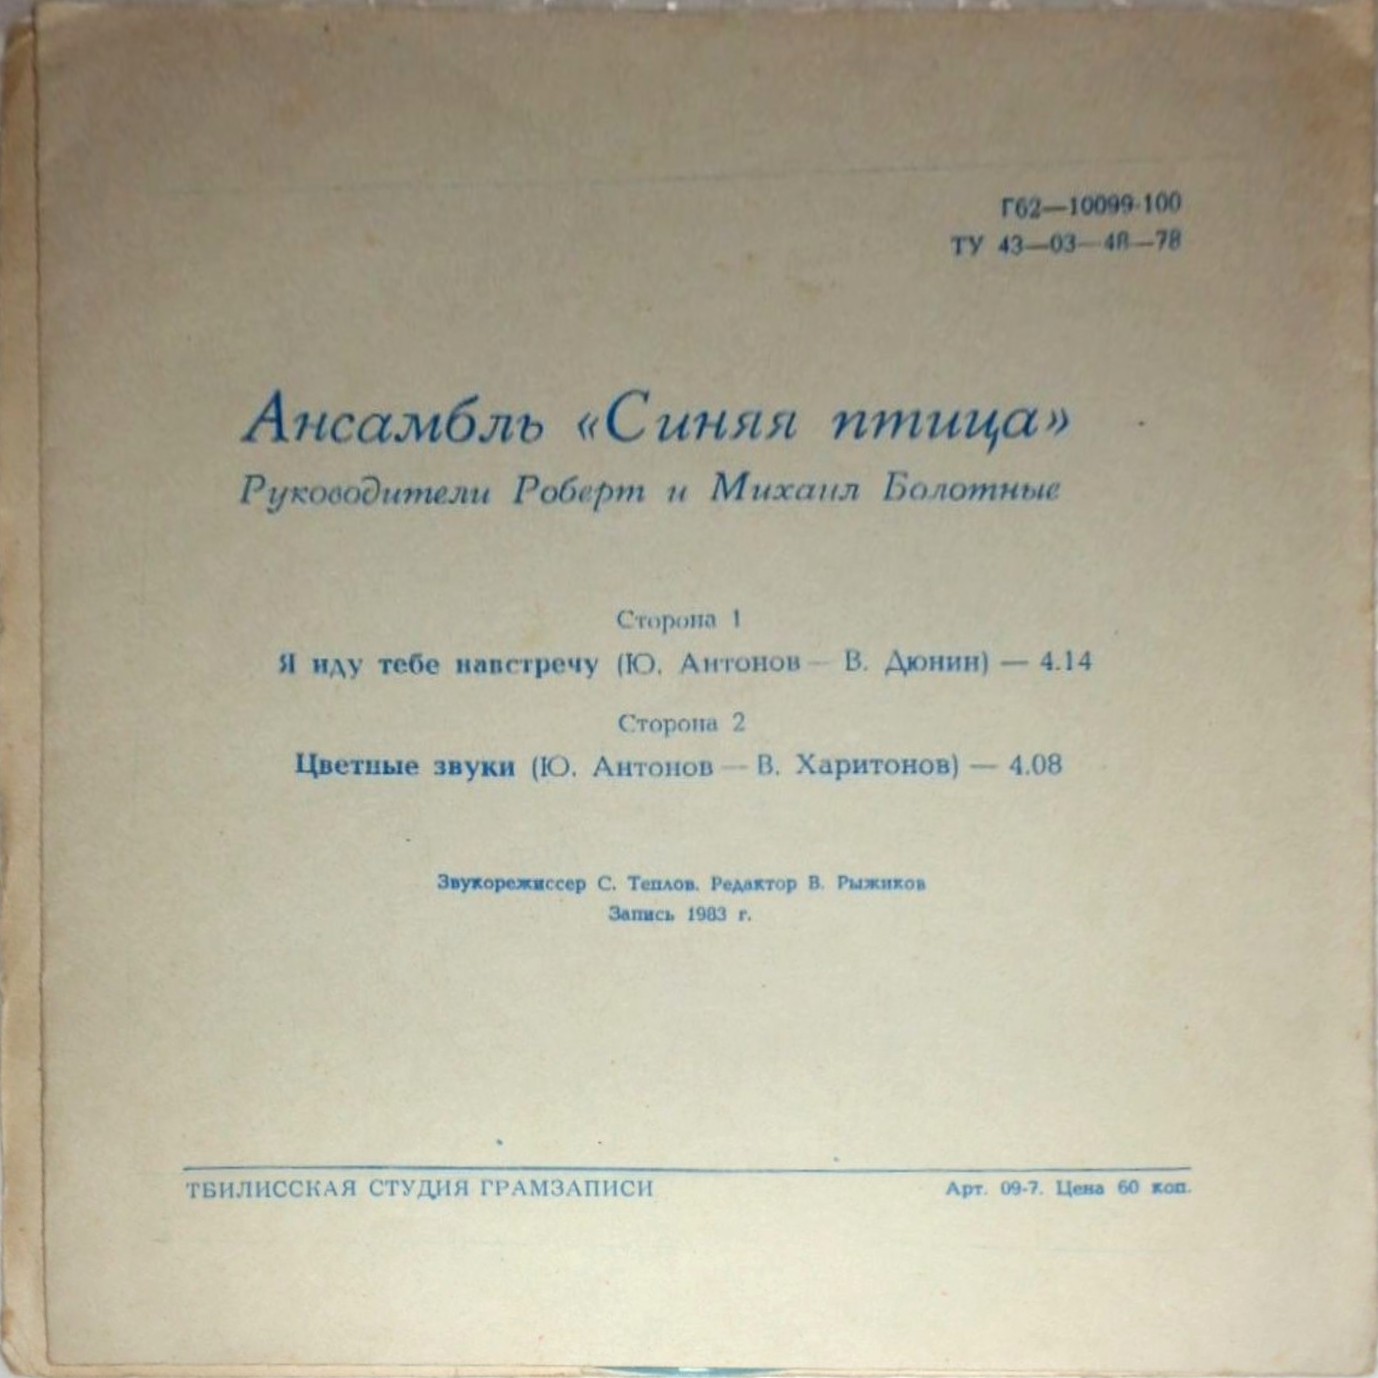 Г62—10099-100
ТУ 43—03—48—78
Ансамбль «Синяя птица»
Руководители Роберт и Михаил Болотные
Сторона 1
Я иду тебе навстречу (Ю. Антонов — В. Дюнин) — 4.14
Сторона 2
Цветные звуки (Ю. Антонов — В. Харитонов) — 4.08
Звукорежиссер С. Теплов. Редактор В. Рыжиков
Запись 1983 г.
ТБИЛИССКАЯ СТУДИЯ ГРАМЗАПИСИ
Арт. 09-7. Цена 60 коп.